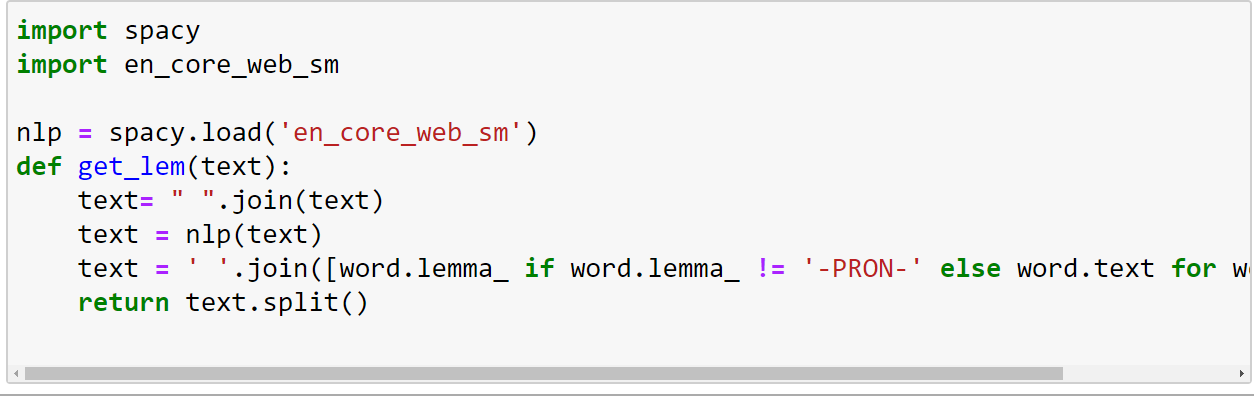 import spacy
import en_core_web_sm

nlp = spacy.load('en_core_web_sm')
def get_lem(text):
    text= " ".join(text)
    text = nlp(text)
    text = ' '.join([word.lemma_ if word.lemma_ != '-PRON-' else word.text for
    return text.split()